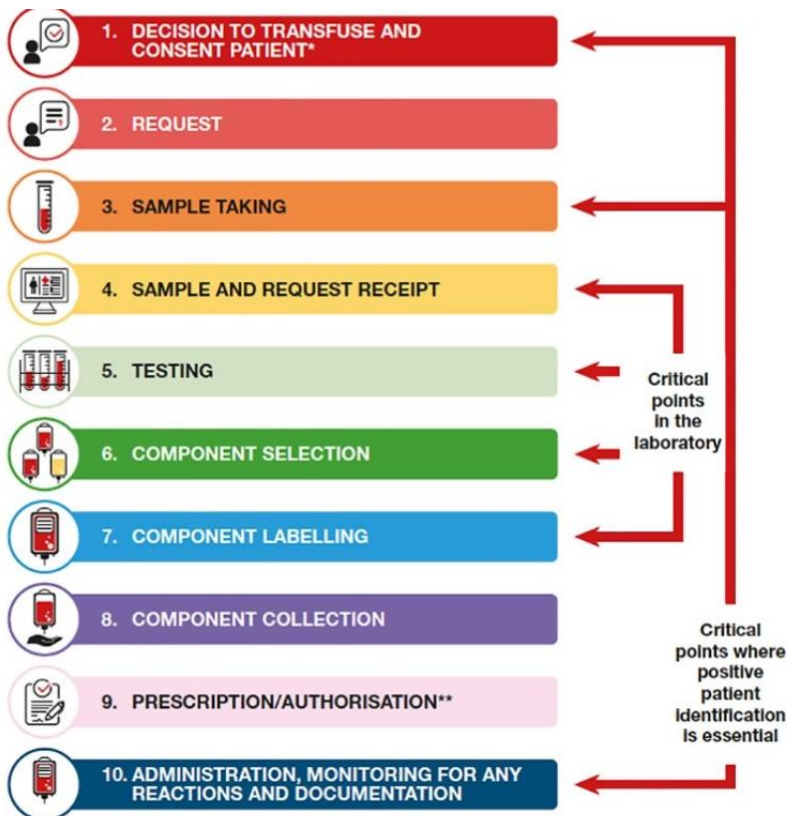 1. DECISION TO TRANSFUSE AND
CONSENT PATIENT*
2. REQUEST
3. SAMPLE TAKING
4. SAMPLE AND REQUEST RECEIPT
5. TESTING
6. COMPONENT SELECTION
7. COMPONENT LABELLING
8. COMPONENT COLLECTION
9. PRESCRIPTION/AUTHORISATION**
10. ADMINISTRATION, MONITORING FOR ANY
REACTIONS AND DOCUMENTATION
Critical
points
in the
laboratory
Critical
points where
positive
patient
identification
is essential